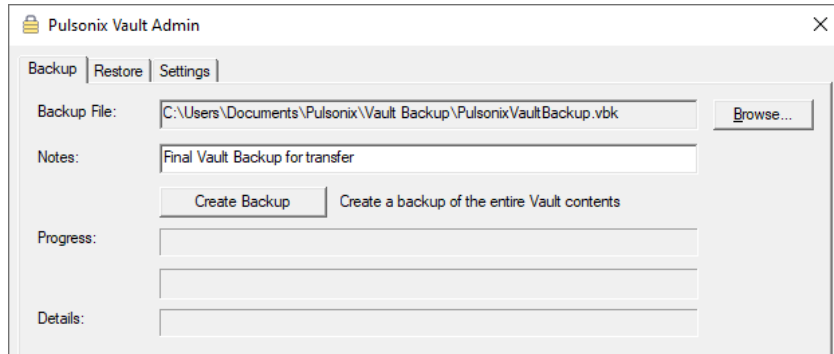 Pulsonix Vault Admin
Backup Restore Settings
Backup File: C:\Users\Documents\Pulsonix\Vault Backup\PulsonixVaultBackup.vbk Browse...
Notes: Final Vault Backup for transfer
Create Backup Create a backup of the entire Vault contents
Progress:
Details: